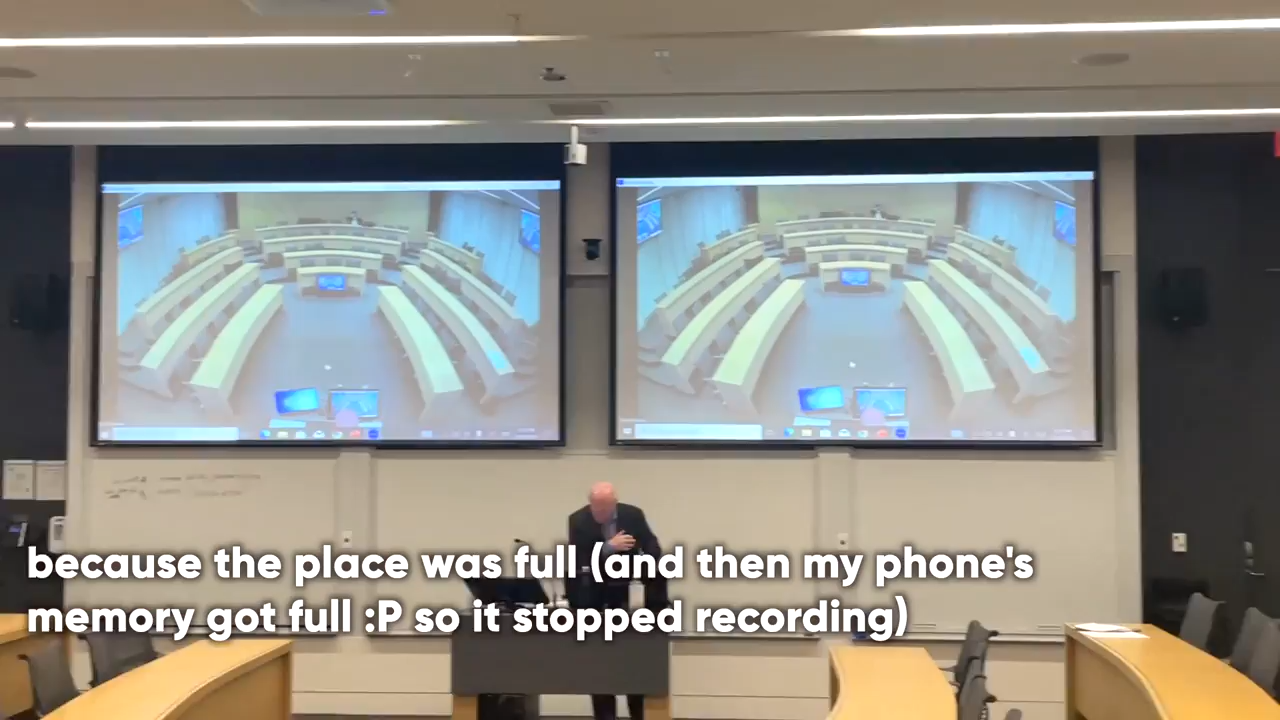 because the place was full (and then my phone's
memory got full :P so it stopped recording)